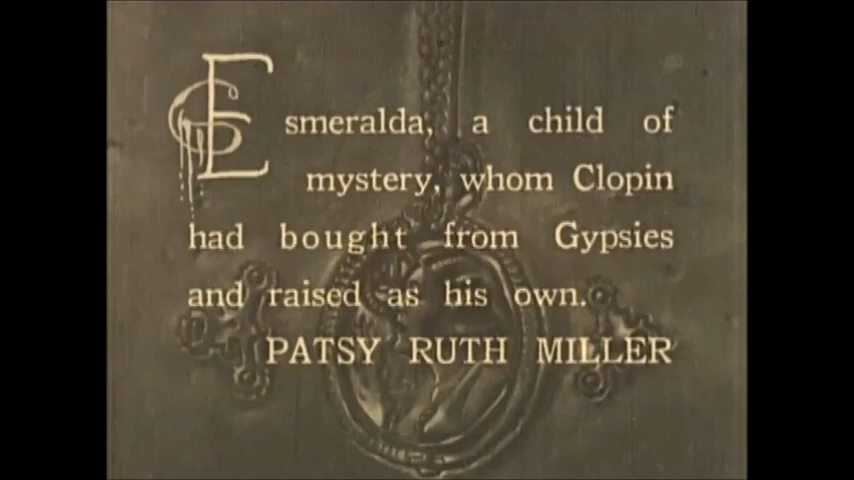 Esmeralda, a child of
mystery, whom Clopin
had bought from Gypsies
and raised as his own.
PATSY RUTH MILLER